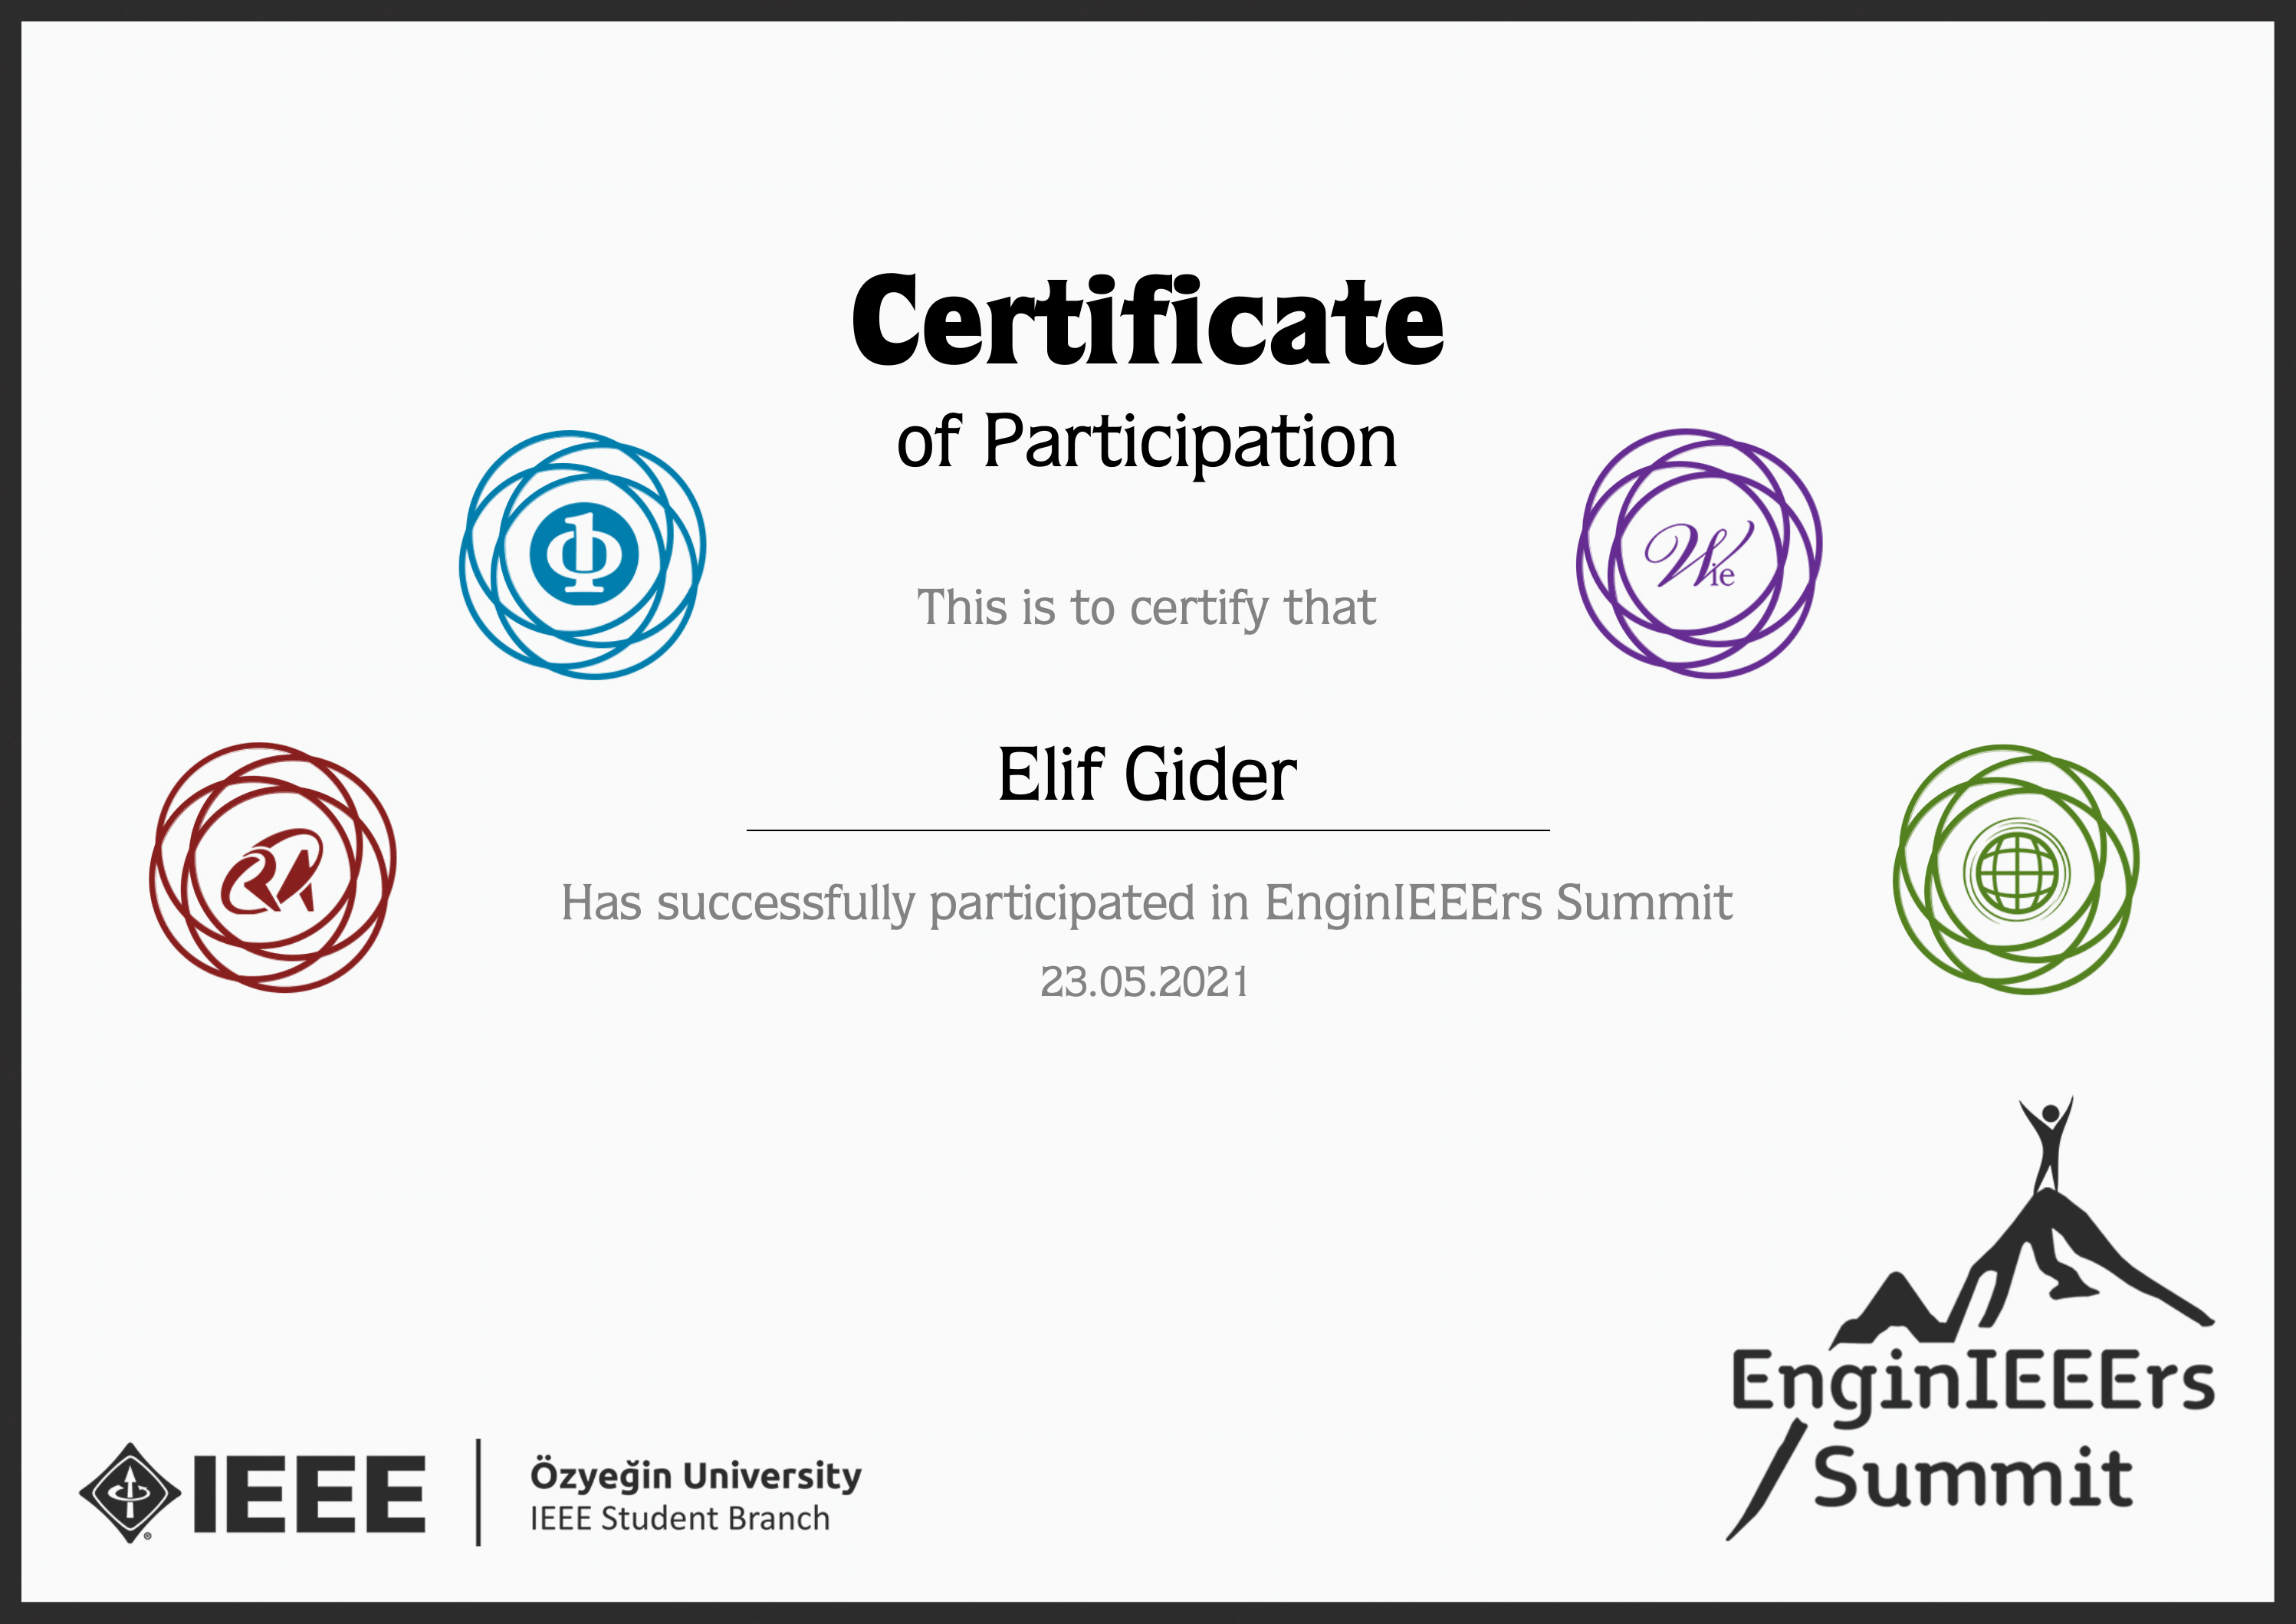 Certificate
of Participation
This is to certify that
Elif Gider
Has successfully participated in EnginIEEErs Summit
23.05.2021
Wie
RA
EnginIEEErs
Summit
IEEE
®
Özyeğin University
IEEE Student Branch